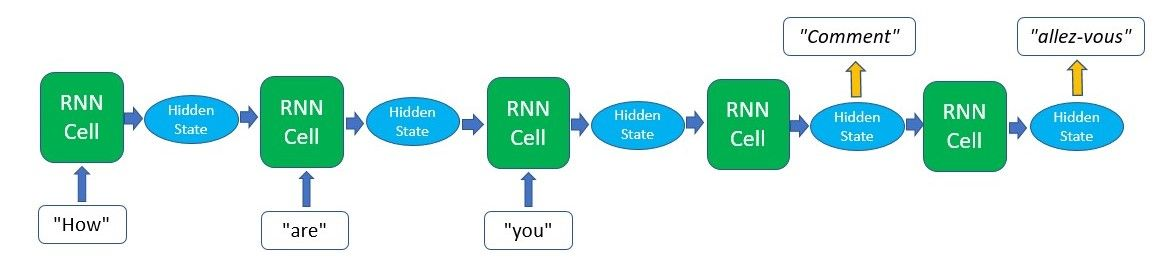 "Comment"
"allez-vous"
RNN
Cell
Hidden
State
RNN
Cell
Hidden
State
RNN
Cell
Hidden
State
RNN
Cell
Hidden
State
RNN
Cell
Hidden
State
"How"
"are"
"you"